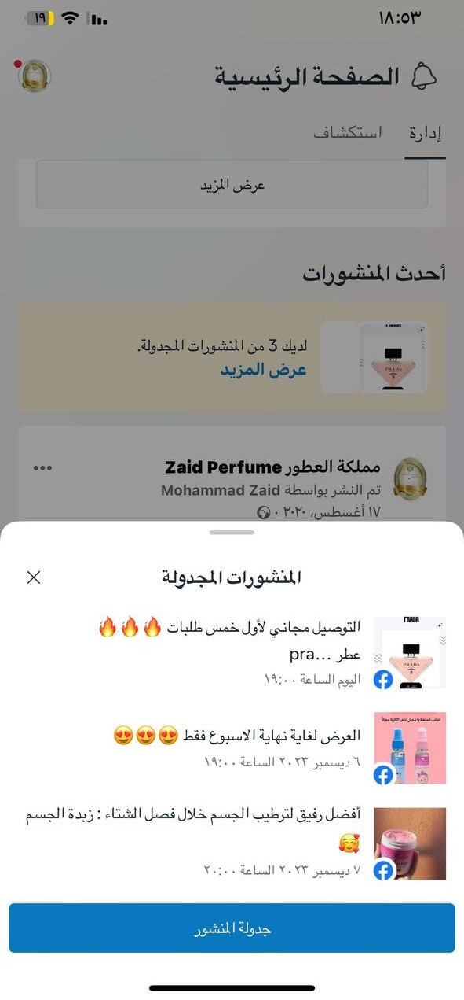 ١٨:٥٣
١٩
الصفحة الرئيسية
إدارة
استكشاف
عرض المزيد
أحدث المنشورات
لديك 3 من المنشورات المجدولة.
عرض المزيد
PRADA
مملكة العطور Zaid Perfume
تم النشر بواسطة Mohammad Zaid
١٧ أغسطس، ٢٠٢٠ ·
المنشورات المجدولة
التوصيل مجاني لأول خمس طلبات 🔥🔥🔥
عطر pra...
اليوم الساعة ١٩:٠٠
PRADA
PRADA
العرض لغاية نهاية الاسبوع فقط 😍😍😍
٦ ديسمبر ٢٠٢٣ الساعة ١٩:٠٠
اطلب قطعة واحصل على الثانية مجاناً
أفضل رفيق لترطيب الجسم خلال فصل الشتاء : زبدة الجسم
🥰
٧ ديسمبر ٢٠٢٣ الساعة ٢٠:٠٠
جدولة المنشور